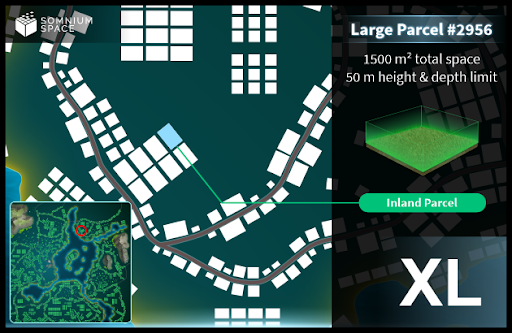 SOMNIUM
SPACE
Large Parcel #2956
1500 m² total space
50 m height & depth limit
Inland Parcel
XL